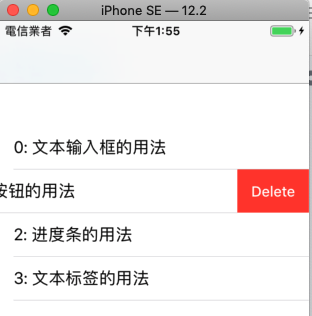 iPhone SE — 12.2
電信業者 下午1:55
0: 文本输入框的用法
安钮的用法 Delete
2: 进度条的用法
3: 文本标签的用法